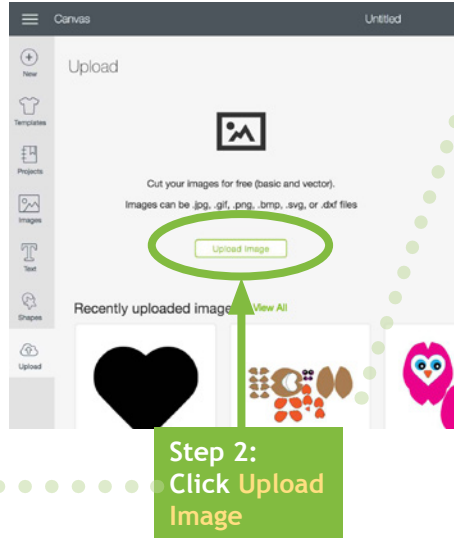 Canvas
Untitled
New
Upload
Templates
Projects
Cut your images for free (basic and vector).
Images
Images can be .jpg, .gif, .png, .bmp, .svg, or .dxf files
Text
Upload Image
Shapes
Recently uploaded image
View All
Upload
Step 2:
Click Upload
Image